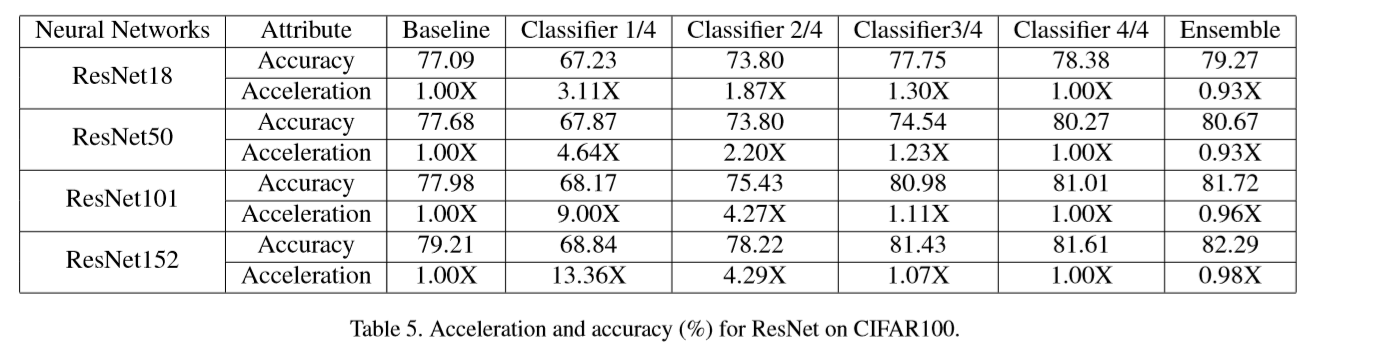 Neural Networks Attribute Baseline Classifier 1/4 Classifier 2/4 Classifier3/4 Classifier 4/4 Ensemble
ResNet18 Accuracy 77.09 67.23 73.80 77.75 78.38 79.27
Acceleration 1.00X 3.11X 1.87X 1.30X 1.00X 0.93X
ResNet50 Accuracy 77.68 67.87 73.80 74.54 80.27 80.67
Acceleration 1.00X 4.64X 2.20X 1.23X 1.00X 0.93X
ResNet101 Accuracy 77.98 68.17 75.43 80.98 81.01 81.72
Acceleration 1.00X 9.00X 4.27X 1.11X 1.00X 0.96X
ResNet152 Accuracy 79.21 68.84 78.22 81.43 81.61 82.29
Acceleration 1.00X 13.36X 4.29X 1.07X 1.00X 0.98X
Table 5. Acceleration and accuracy (%) for ResNet on CIFAR100.